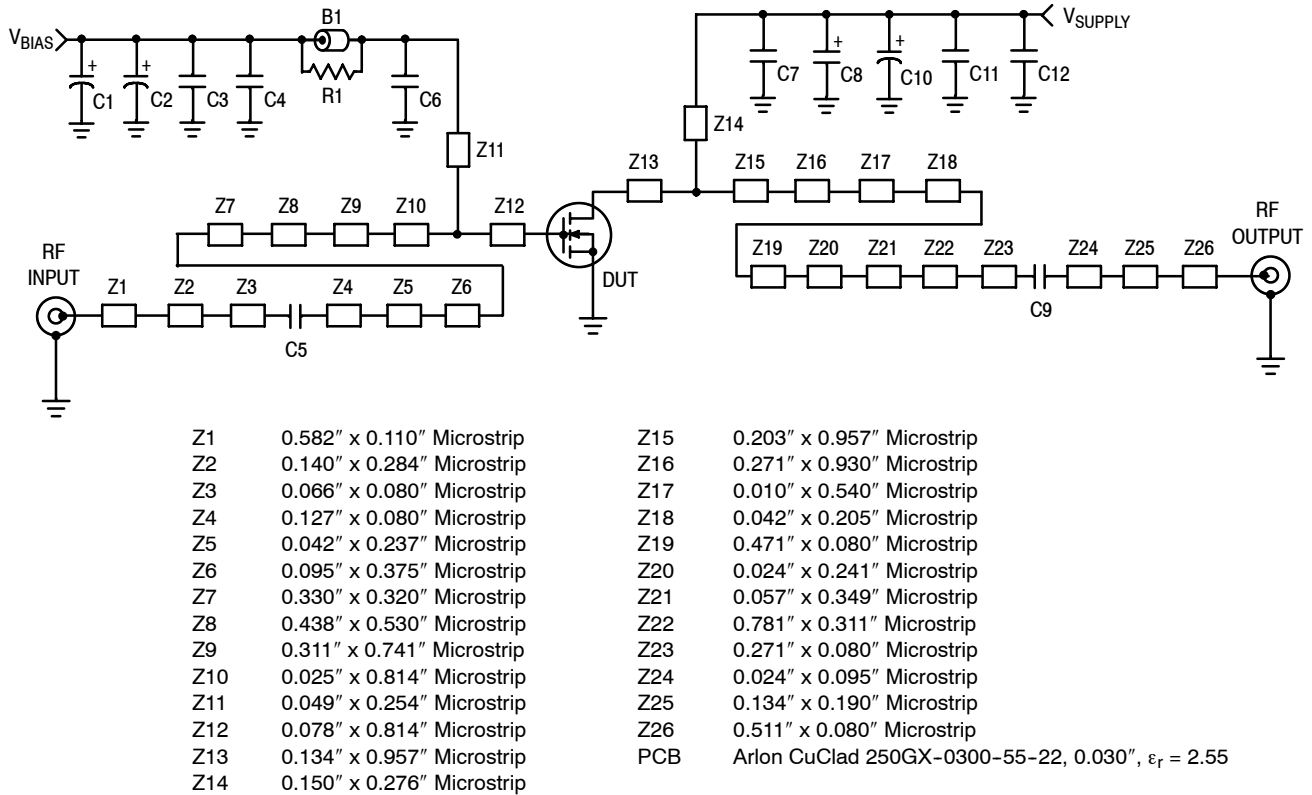 B1
V_BIAS
V_SUPPLY
+
+
+
+
C1
C2
C3
C4
R1
C6
C7
C8
C10
C11
C12
Z11
Z14
Z13
Z15
Z16
Z17
Z18
Z7
Z8
Z9
Z10
Z12
DUT
RF
INPUT
Z1
Z2
Z3
C5
Z4
Z5
Z6
Z19
Z20
Z21
Z22
Z23
C9
Z24
Z25
Z26
RF
OUTPUT
Z1 0.582″ x 0.110″ Microstrip
Z2 0.140″ x 0.284″ Microstrip
Z3 0.066″ x 0.080″ Microstrip
Z4 0.127″ x 0.080″ Microstrip
Z5 0.042″ x 0.237″ Microstrip
Z6 0.095″ x 0.375″ Microstrip
Z7 0.330″ x 0.320″ Microstrip
Z8 0.438″ x 0.530″ Microstrip
Z9 0.311″ x 0.741″ Microstrip
Z10 0.025″ x 0.814″ Microstrip
Z11 0.049″ x 0.254″ Microstrip
Z12 0.078″ x 0.814″ Microstrip
Z13 0.134″ x 0.957″ Microstrip
Z14 0.150″ x 0.276″ Microstrip
Z15 0.203″ x 0.957″ Microstrip
Z16 0.271″ x 0.930″ Microstrip
Z17 0.010″ x 0.540″ Microstrip
Z18 0.042″ x 0.205″ Microstrip
Z19 0.471″ x 0.080″ Microstrip
Z20 0.024″ x 0.241″ Microstrip
Z21 0.057″ x 0.349″ Microstrip
Z22 0.781″ x 0.311″ Microstrip
Z23 0.271″ x 0.080″ Microstrip
Z24 0.024″ x 0.095″ Microstrip
Z25 0.134″ x 0.190″ Microstrip
Z26 0.511″ x 0.080″ Microstrip
PCB Arlon CuClad 250GX-0300-55-22, 0.030″, εr = 2.55